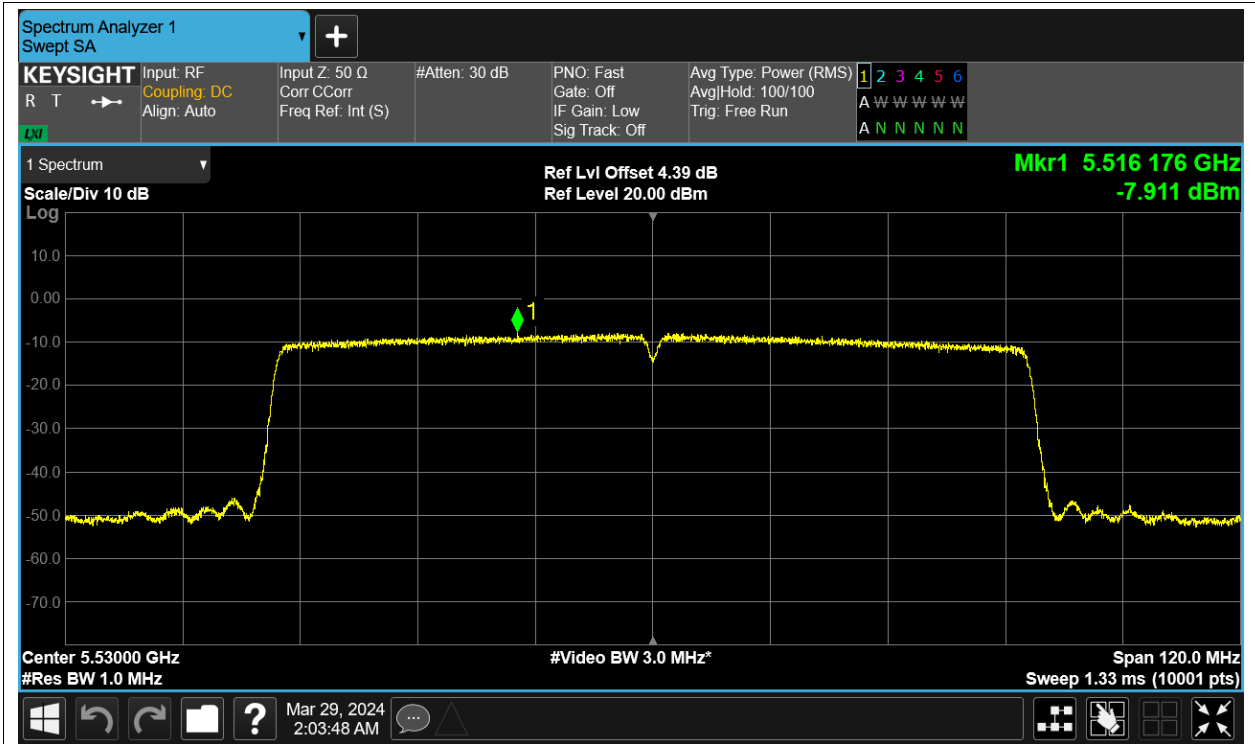 Spectrum Analyzer 1
Swept SA
KEYSIGHT
R T
LXI
Input: RF
Coupling: DC
Align: Auto
Input Z: 50 Ω
Corr CCorr
Freq Ref: Int (S)
#Atten: 30 dB
PNO: Fast
Gate: Off
IF Gain: Low
Sig Track: Off
Avg Type: Power (RMS)
Avg|Hold: 100/100
Trig: Free Run
1 2 3 4 5 6
A W W W W W
A N N N N N
1 Spectrum
Scale/Div 10 dB
Log
Ref Lvl Offset 4.39 dB
Ref Level 20.00 dBm
Mkr1 5.516 176 GHz
-7.911 dBm
10.0
0.00
1
-10.0
-20.0
-30.0
-40.0
-50.0
-60.0
-70.0
Center 5.53000 GHz
#Res BW 1.0 MHz
#Video BW 3.0 MHz*
Span 120.0 MHz
Sweep 1.33 ms (10001 pts)
?
Mar 29, 2024
2:03:48 AM